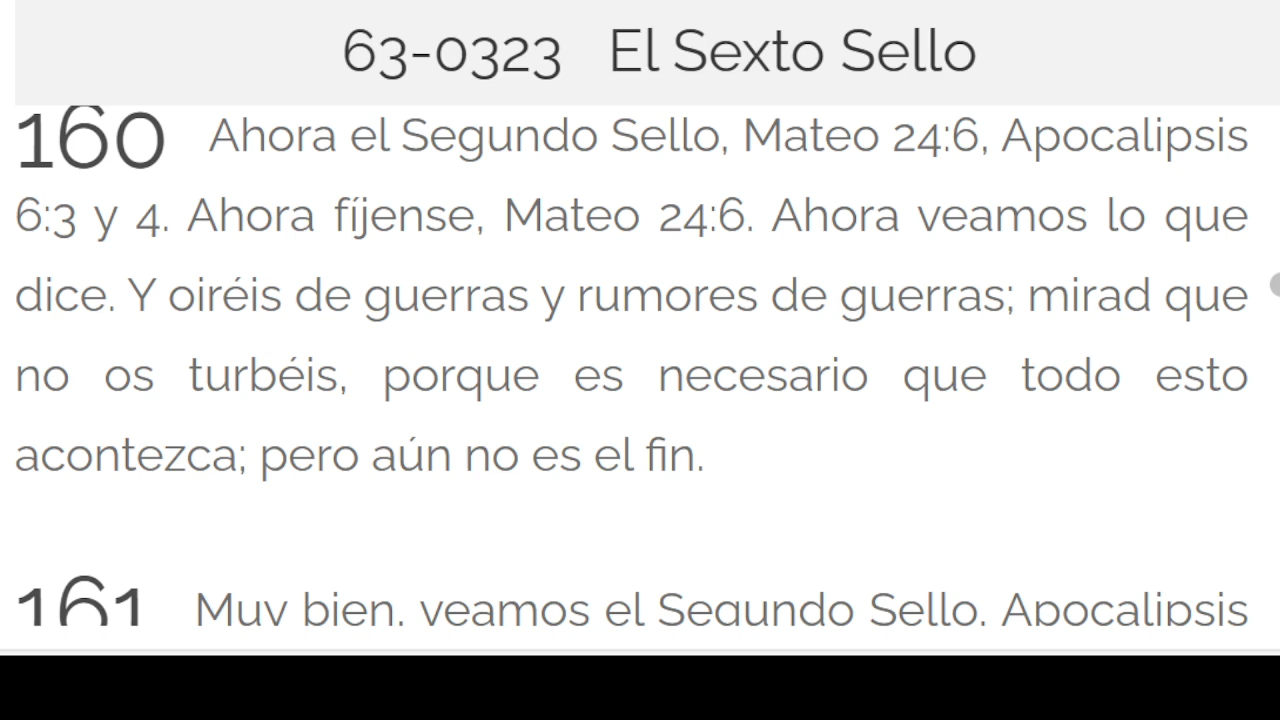 63-0323 El Sexto Sello
160 Ahora el Segundo Sello, Mateo 24:6, Apocalipsis
6:3 y 4. Ahora fíjense, Mateo 24:6. Ahora veamos lo que
dice. Y oiréis de guerras y rumores de guerras; mirad que
no os turbéis, porque es necesario que todo esto
acontezca; pero aún no es el fin.
161 Muy bien, veamos el Segundo Sello, Apocalipsis